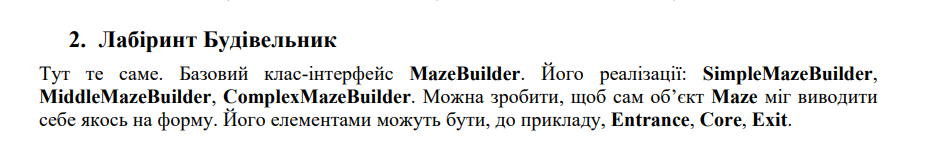 2. Лабіринт Будівельник
Тут те саме. Базовий клас-інтерфейс MazeBuilder. Його реалізації: SimpleMazeBuilder,
MiddleMazeBuilder, ComplexMazeBuilder. Можна зробити, щоб сам об’єкт Maze міг виводити
себе якось на форму. Його елементами можуть бути, до прикладу, Entrance, Core, Exit.